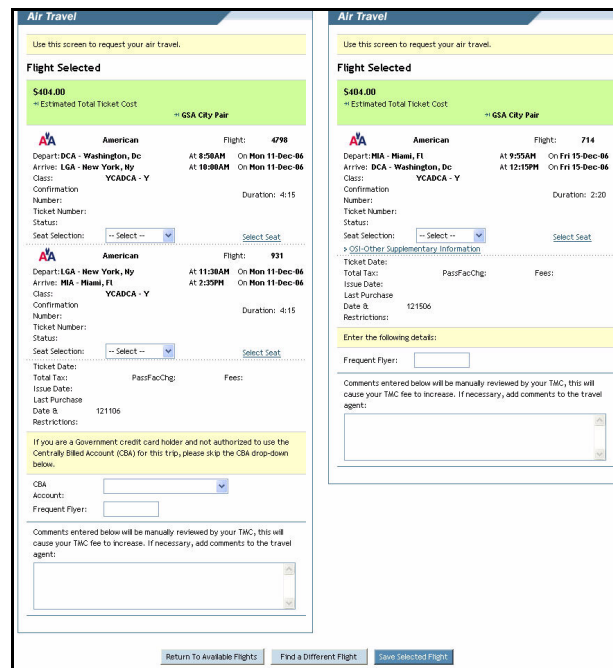 Air Travel
Use this screen to request your air travel.
Flight Selected
$404.00
Estimated Total Ticket Cost
GSA City Pair
AA American Flight: 4798
Depart: DCA - Washington, Dc At 8:50AM On Mon 11-Dec-06
Arrive: LGA - New York, Ny At 10:00AM On Mon 11-Dec-06
Class: YCADCA - Y
Confirmation
Number: Duration: 4:15
Ticket Number:
Status:
Seat Selection: -- Select -- Select Seat
AA American Flight: 931
Depart: LGA - New York, Ny At 11:30AM On Mon 11-Dec-06
Arrive: MIA - Miami, Fl At 2:35PM On Mon 11-Dec-06
Class: YCADCA - Y
Confirmation
Number: Duration: 4:15
Ticket Number:
Status:
Seat Selection: -- Select -- Select Seat
Ticket Date:
Total Tax: PassFacChg: Fees:
Issue Date:
Last Purchase
Date & 121106
Restrictions:
If you are a Government credit card holder and not authorized to use the
Centrally Billed Account (CBA) for this trip, please skip the CBA drop-down
below.
CBA
Account:
Frequent Flyer:
Comments entered below will be manually reviewed by your TMC, this will
cause your TMC fee to increase. If necessary, add comments to the travel
agent:
Air Travel
Use this screen to request your air travel.
Flight Selected
$404.00
Estimated Total Ticket Cost
GSA City Pair
AA American Flight: 714
Depart: MIA - Miami, Fl At 9:55AM On Fri 15-Dec-06
Arrive: DCA - Washington, Dc At 12:15PM On Fri 15-Dec-06
Class: YCADCA - Y
Confirmation
Number: Duration: 2:20
Ticket Number:
Status:
Seat Selection: -- Select -- Select Seat
> OSI-Other Supplementary Information
Ticket Date:
Total Tax: PassFacChg: Fees:
Issue Date:
Last Purchase
Date & 121506
Restrictions:
Enter the following details:
Frequent Flyer:
Comments entered below will be manually reviewed by your TMC, this will
cause your TMC fee to increase. If necessary, add comments to the travel
agent:
Return To Available Flights Find a Different Flight Save Selected Flight